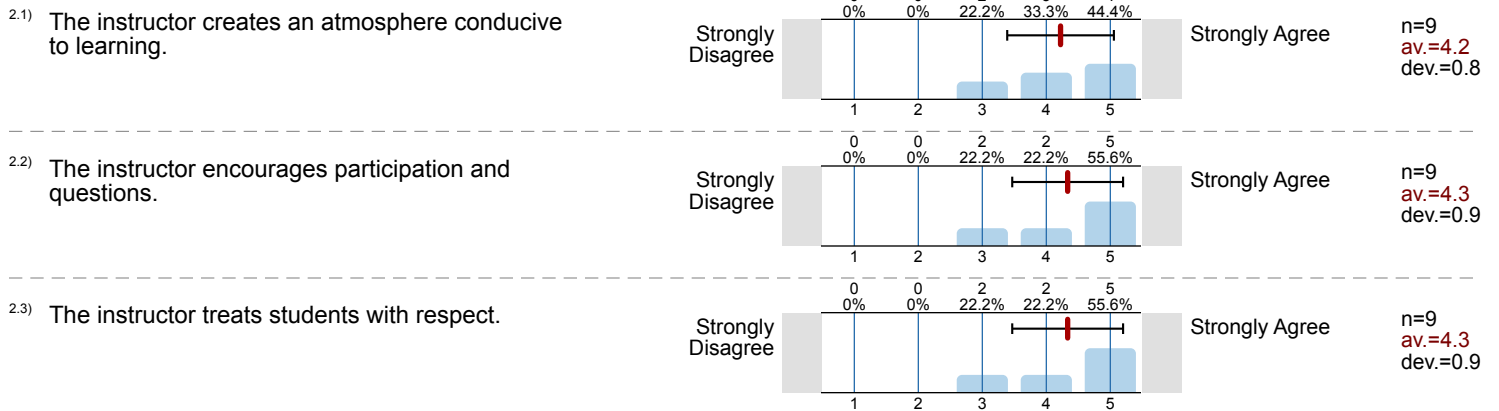 0% 0% 22.2% 33.3% 44.4%
2.1) The instructor creates an atmosphere conducive
to learning.
Strongly
Disagree
Strongly Agree
n=9
av.=4.2
dev.=0.8
1 2 3 4 5
0 0 2 2 5
0% 0% 22.2% 22.2% 55.6%
2.2) The instructor encourages participation and
questions.
Strongly
Disagree
Strongly Agree
n=9
av.=4.3
dev.=0.9
1 2 3 4 5
0 0 2 2 5
0% 0% 22.2% 22.2% 55.6%
2.3) The instructor treats students with respect.
Strongly
Disagree
Strongly Agree
n=9
av.=4.3
dev.=0.9
1 2 3 4 5